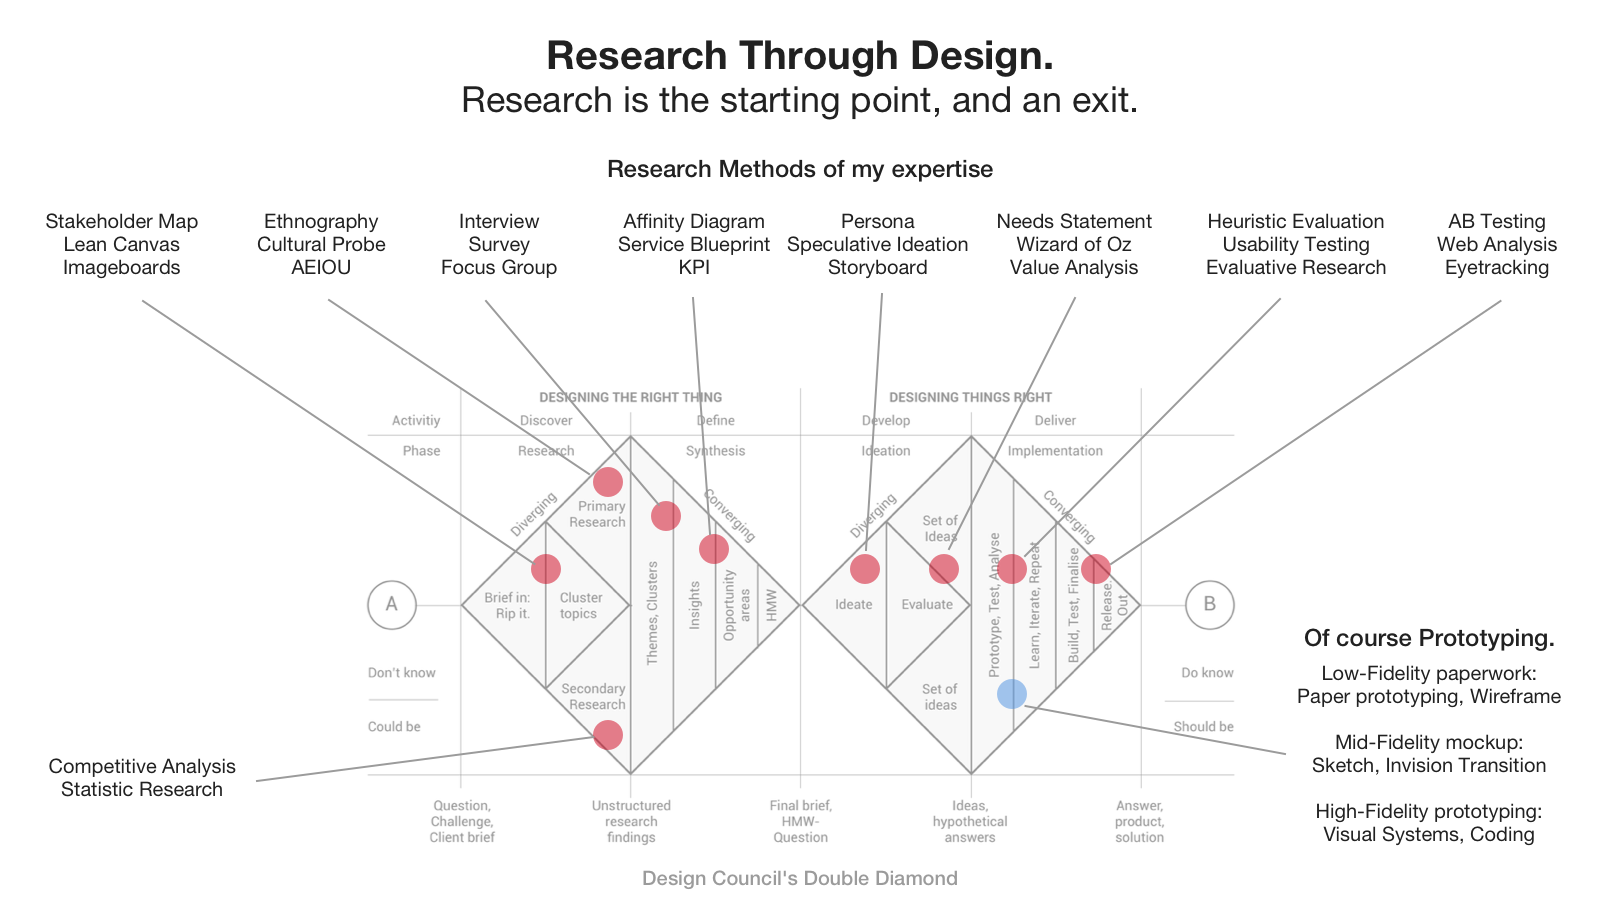 Research Through Design.
Research is the starting point, and an exit.
Research Methods of my expertise
Stakeholder Map
Lean Canvas
Imageboards
Ethnography
Cultural Probe
AEIOU
Interview
Survey
Focus Group
Affinity Diagram
Service Blueprint
KPI
Persona
Speculative Ideation
Storyboard
Needs Statement
Wizard of Oz
Value Analysis
Heuristic Evaluation
Usability Testing
Evaluative Research
AB Testing
Web Analysis
Eyetracking
DESIGNING THE RIGHT THING
DESIGNING THINGS RIGHT
Activitiy
Discover
Define
Develop
Deliver
Phase
Research
Synthesis
Ideation
Implementation
Diverging
Converging
Diverging
Converging
Primary
Research
Brief in:
Rip it.
Cluster
topics
Secondary
Research
Themes, Clusters
Insights
Opportunity
areas
HMW
Set of
Ideas
Ideate
Evaluate
Set of
ideas
Prototype, Test, Analyse
Learn, Iterate, Repeat
Build, Test, Finalise
Release.
Out
A
B
Don't know
Could be
Do know
Should be
Of course Prototyping.
Low-Fidelity paperwork:
Paper prototyping, Wireframe
Mid-Fidelity mockup:
Sketch, Invision Transition
High-Fidelity prototyping:
Visual Systems, Coding
Competitive Analysis
Statistic Research
Question,
Challenge,
Client brief
Unstructured
research
findings
Final brief,
HMW-
Question
Ideas,
hypothetical
answers
Answer,
product,
solution
Design Council's Double Diamond